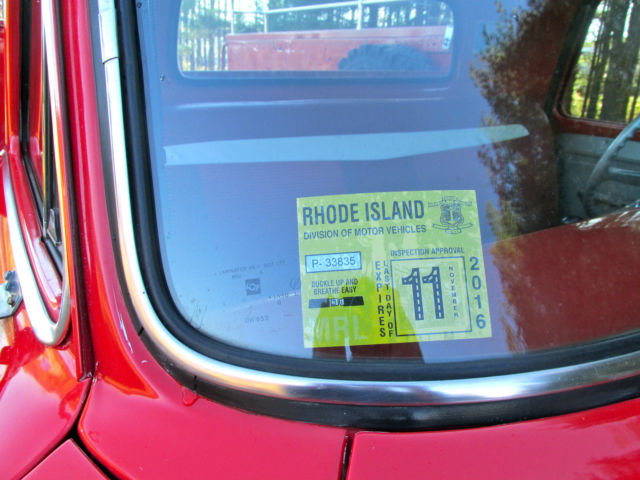 RHODE ISLAND
DIVISION OF MOTOR VEHICLES
P- 33835
INSPECTION APPROVAL
BUCKLE UP AND
BREATHE EASY
EXPIRES
LAST DAY OF
11
NOVEMBER
2016
MRL
LAMINATED